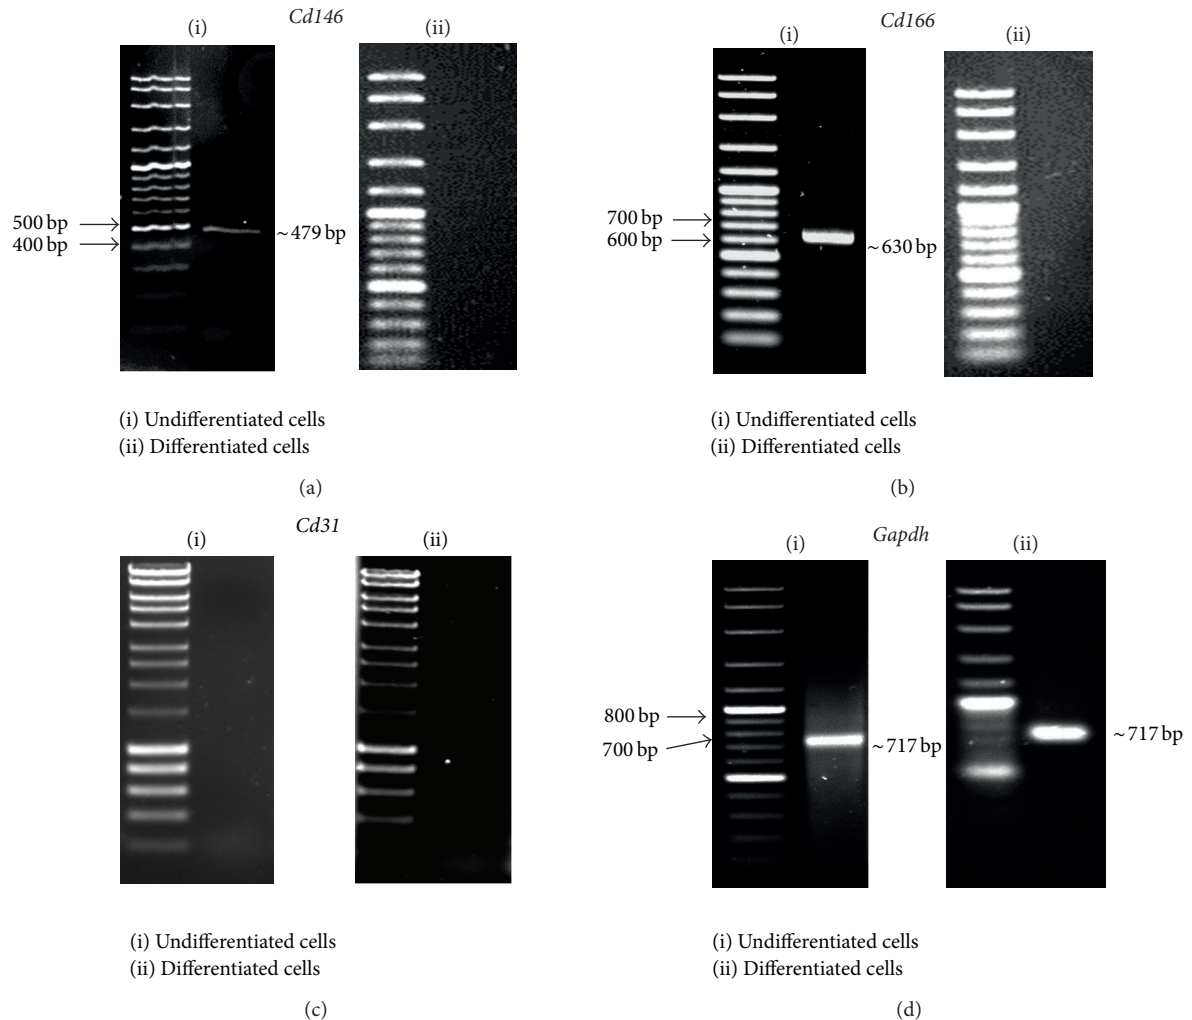 Cd146
(i)
(ii)
500 bp
400 bp
~479 bp
(i) Undifferentiated cells
(ii) Differentiated cells
(a)
Cd166
(i)
(ii)
700 bp
600 bp
~630 bp
(i) Undifferentiated cells
(ii) Differentiated cells
(b)
Cd31
(i)
(ii)
(i) Undifferentiated cells
(ii) Differentiated cells
(c)
Gapdh
(i)
(ii)
800 bp
700 bp
~717 bp
~717 bp
(i) Undifferentiated cells
(ii) Differentiated cells
(d)